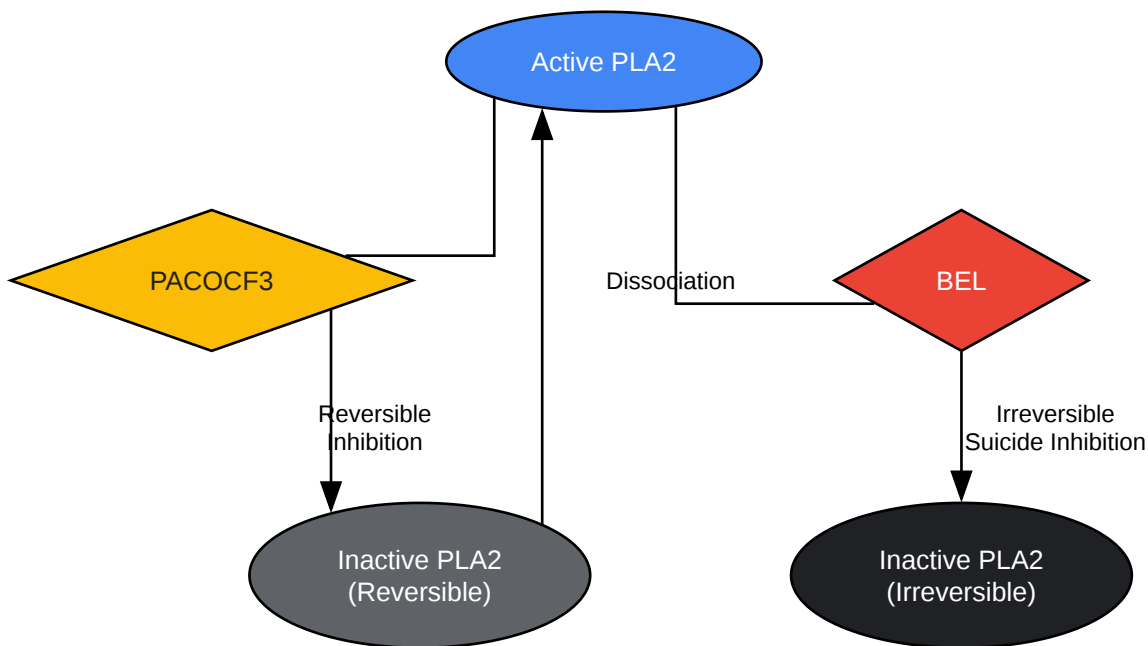 Active PLA2
PACOCF3
Dissociation
BEL
Reversible
Inhibition
Irreversible
Suicide Inhibition
Inactive PLA2
(Reversible)
Inactive PLA2
(Irreversible)